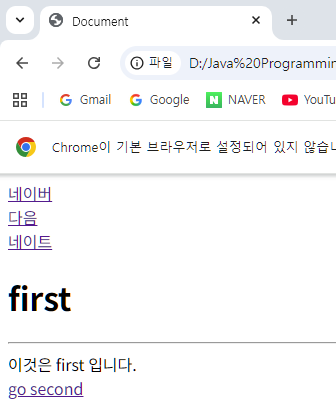 Document
파일
D:/Java%20Programmin
Gmail
Google
NAVER
YouTu
Chrome이 기본 브라우저로 설정되어 있지 않습니
네이버
다음
네이트
first
이것은 first 입니다.
go second